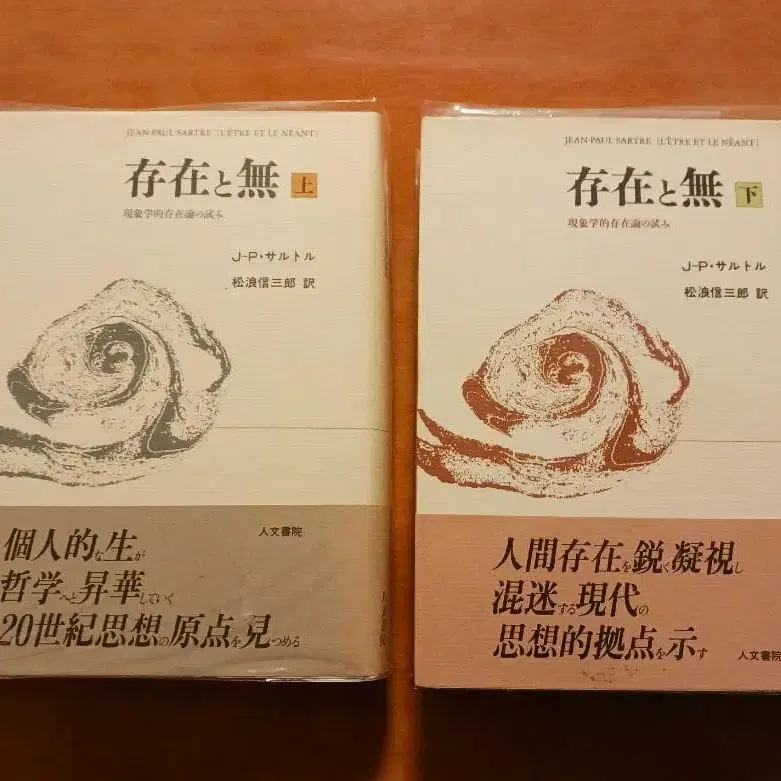 JEAN-PAUL SARTRE [L'ÊTRE ET LE NÉANT]
存在と無 上
現象学的存在論の試み
J-P・サルトル
松浪信三郎 訳
人文書院
個人的な生が
哲学へと昇華していく
20世紀思想の原点を見つめる
人文書院
JEAN-PAUL SARTRE [L'ÊTRE ET LE NÉANT]
存在と無 下
現象学的存在論の試み
J-P・サルトル
松浪信三郎 訳
人間存在を鋭く凝視し
混迷する現代の
思想的拠点を示す
人文書院